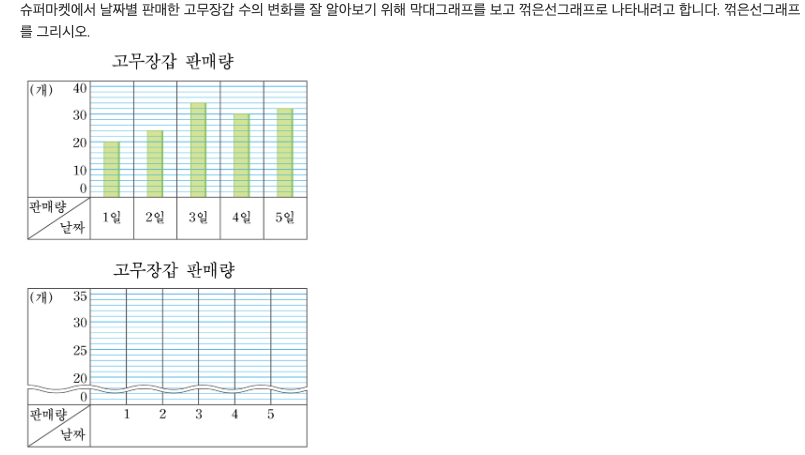 슈퍼마켓에서 날짜별 판매한 고무장갑 수의 변화를 잘 알아보기 위해 막대그래프를 보고 꺾은선그래프로 나타내려고 합니다. 꺾은선그래프
를 그리시오.
고무장갑 판매량
(개) 40
30
20
10
0
판매량
날짜
1일 2일 3일 4일 5일
고무장갑 판매량
(개) 35
30
25
20
0
판매량
날짜
1 2 3 4 5